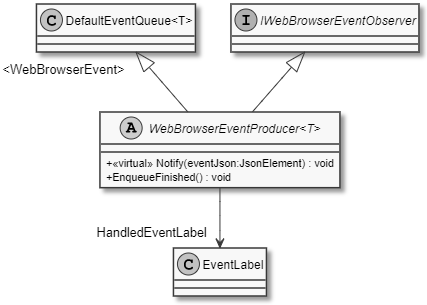 C DefaultEventQueue<T>
I IWebBrowserEventObserver
<WebBrowserEvent>
A WebBrowserEventProducer<T>
+«virtual» Notify(eventJson:JsonElement) : void
+EnqueueFinished() : void
HandledEventLabel
C EventLabel